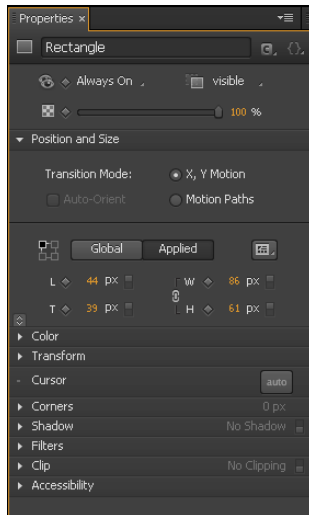 Properties ×
Rectangle
Always On
visible
100 %
Position and Size
Transition Mode:
X, Y Motion
Auto-Orient
Motion Paths
Global Applied
L 44 px W 86 px
T 39 px H 61 px
Color
Transform
Cursor auto
Corners 0 px
Shadow No Shadow
Filters
Clip No Clipping
Accessibility